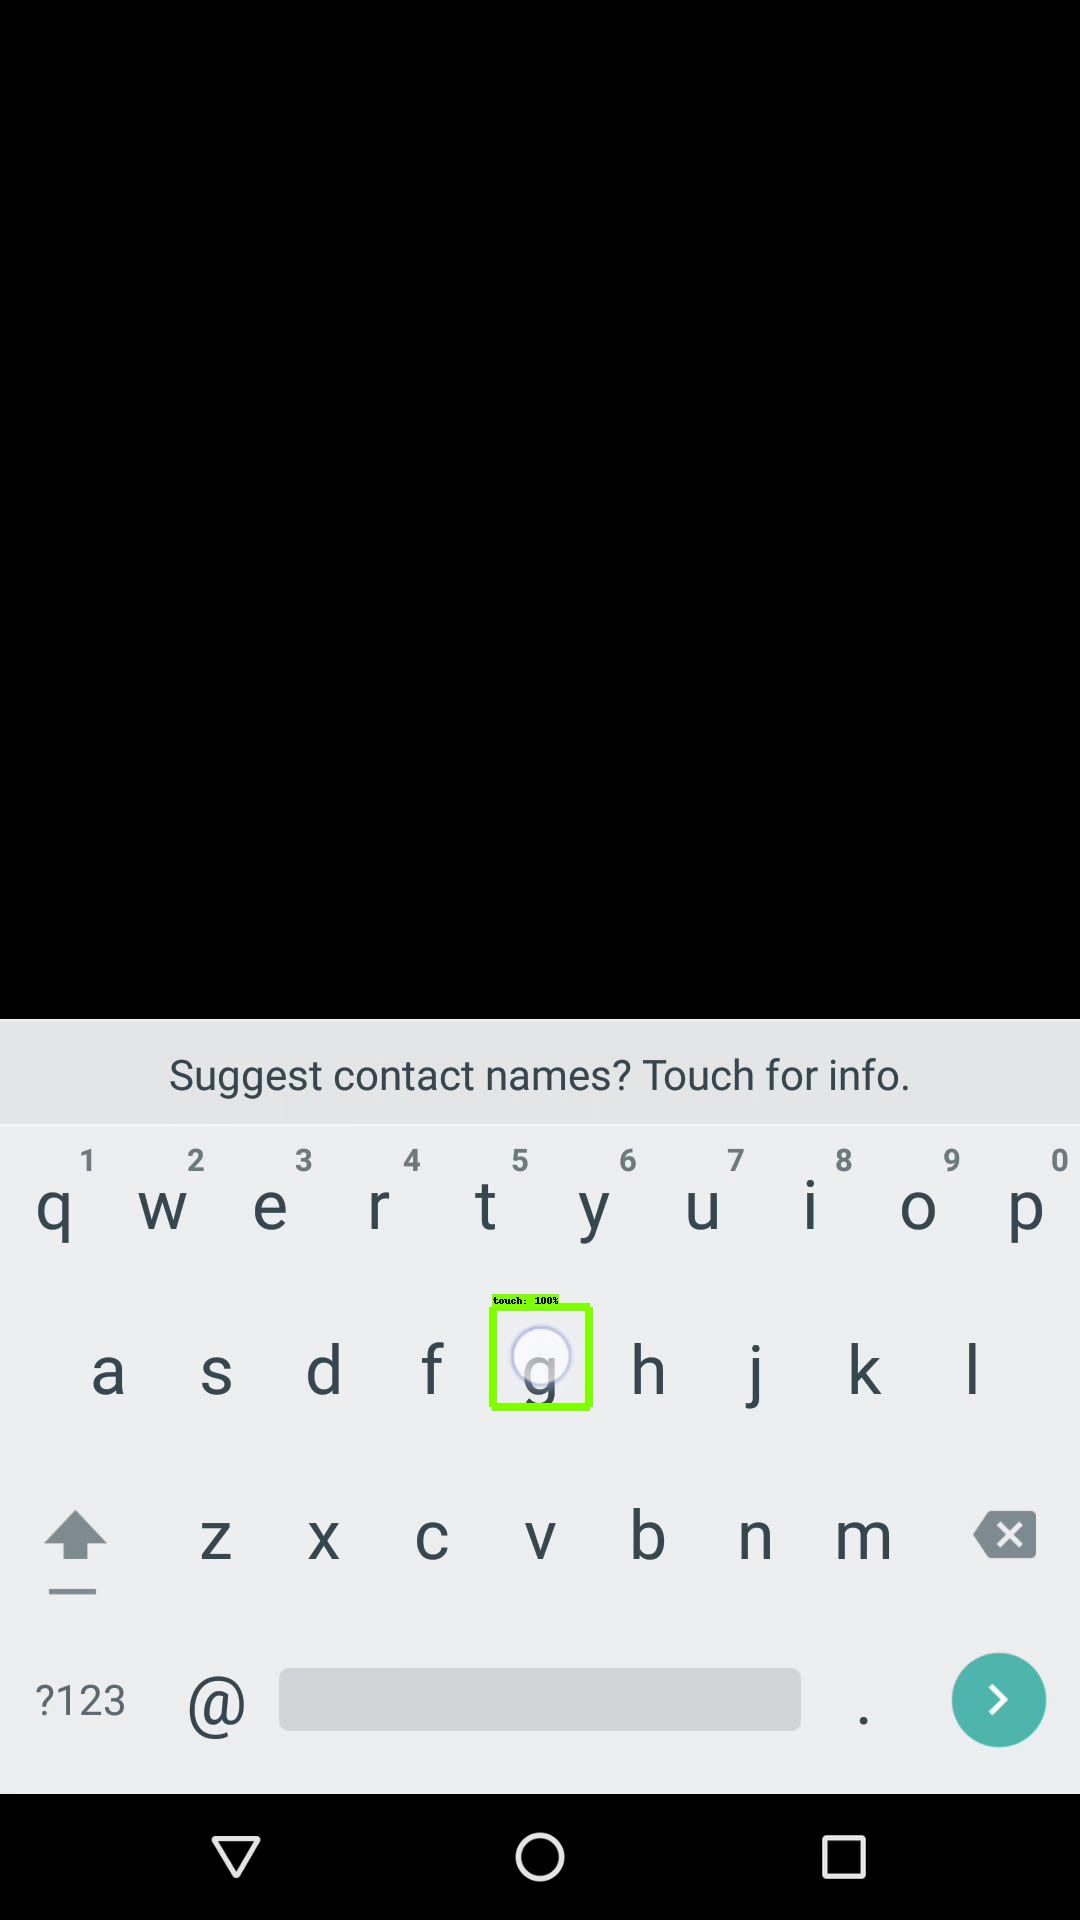 Suggest contact names? Touch for info.
1 2 3 4 5 6 7 8 9 0
q w e r t y u i o p
touch: 100%
a s d f g h j k l
z x c v b n m
?123 @ .